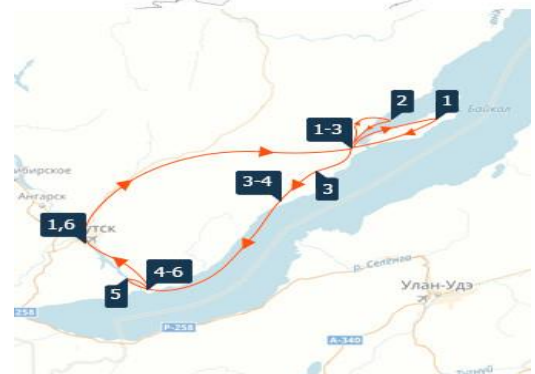 2
1
Байкал
1-3
3-4
3
ибирское
Ангарск
1,6
утск
4-6
5
р. Селенга
Улан-Удэ
258
Р-258
А-340